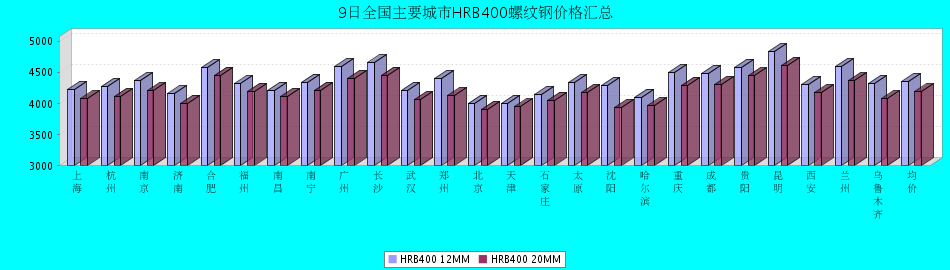 9日全国主要城市HRB400螺纹钢价格汇总
5000
4500
4000
3500
3000
上海
杭州
南京
济南
合肥
福州
南昌
南宁
广州
长沙
武汉
郑州
北京
天津
石家庄
太原
沈阳
哈尔滨
重庆
成都
贵阳
昆明
西安
兰州
乌鲁木齐
均价
HRB400 12MM HRB400 20MM